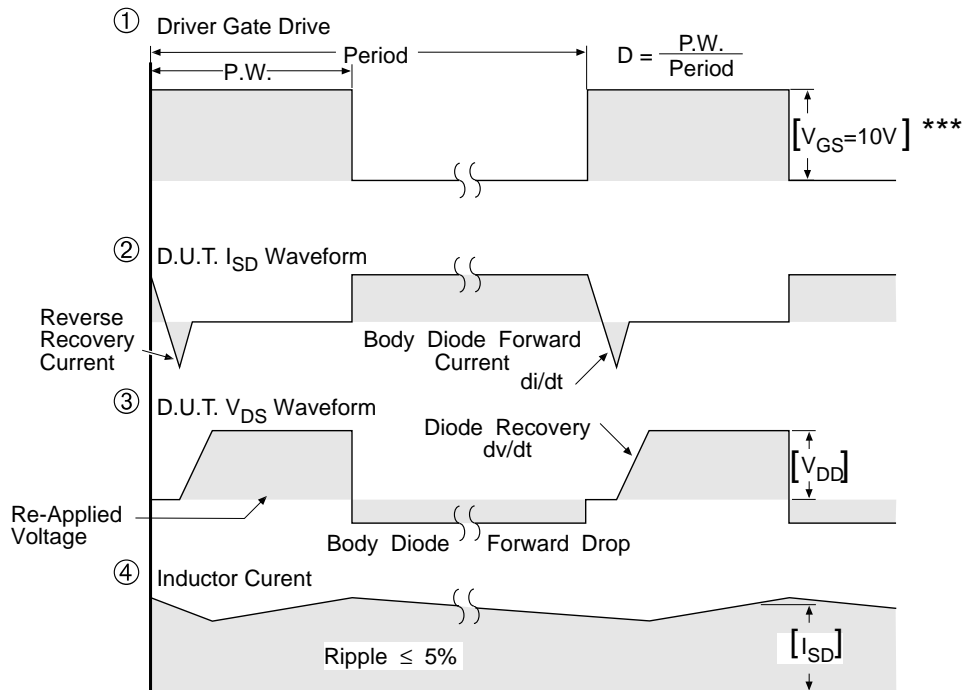 ① Driver Gate Drive
Period
P.W.
D = P.W.
Period
[VGS=10V] ***
② D.U.T. ISD Waveform
Reverse
Recovery
Current
Body Diode Forward
Current
di/dt
③ D.U.T. VDS Waveform
Diode Recovery
dv/dt
[VDD]
Re-Applied
Voltage
Body Diode Forward Drop
④ Inductor Curent
Ripple ≤ 5%
[ISD]